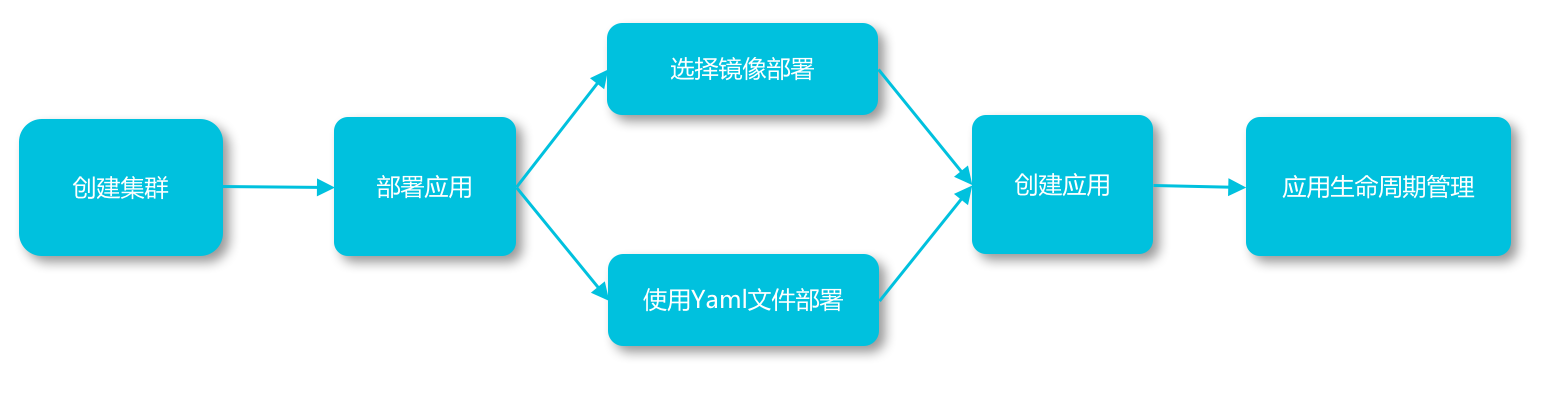 创建集群
部署应用
选择镜像部署
使用Yaml文件部署
创建应用
应用生命周期管理